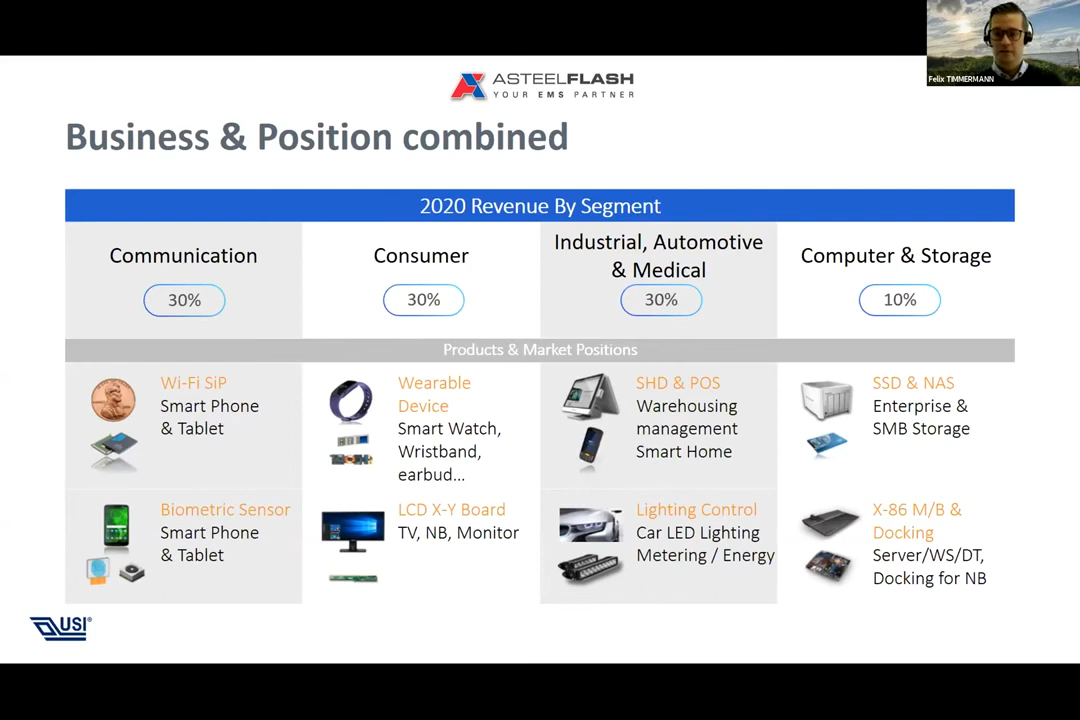 Felix TIMMERMANN
ASTEELFLASH
YOUR EMS PARTNER
Business & Position combined
2020 Revenue By Segment
Communication
30%
Consumer
30%
Industrial, Automotive
& Medical
30%
Computer & Storage
10%
Products & Market Positions
Wi-Fi SiP
Smart Phone
& Tablet
Wearable
Device
Smart Watch,
Wristband,
earbud...
SHD & POS
Warehousing
management
Smart Home
SSD & NAS
Enterprise &
SMB Storage
Biometric Sensor
Smart Phone
& Tablet
LCD X-Y Board
TV, NB, Monitor
Lighting Control
Car LED Lighting
Metering / Energy
X-86 M/B &
Docking
Server/WS/DT,
Docking for NB
USI®